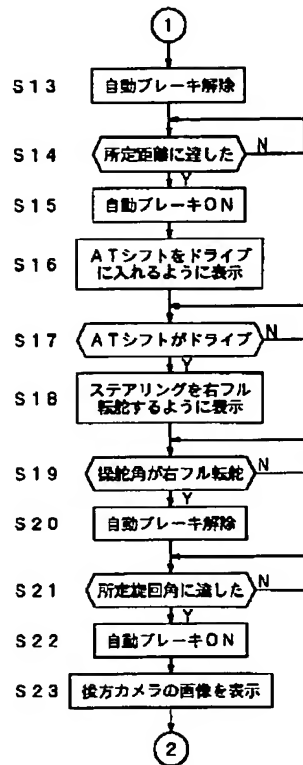 1
S13 自動ブレーキ解除
S14 所定距離に達した N
Y
S15 自動ブレーキON
S16 ATシフトをドライブ
に入れるように表示
S17 ATシフトがドライブ N
Y
S18 ステアリングを右フル
転舵するように表示
S19 操舵角が右フル転舵 N
Y
S20 自動ブレーキ解除
S21 所定旋回角に達した N
Y
S22 自動ブレーキON
S23 後方カメラの画像を表示
2